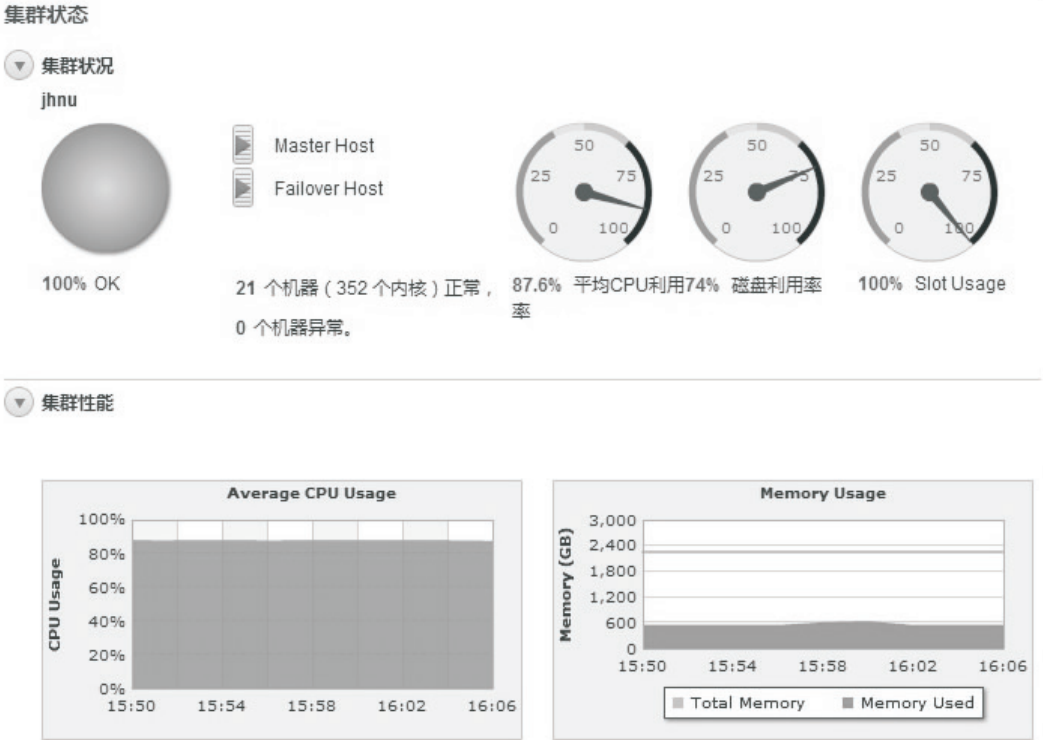 集群状态
集群状况
jhnu
Master Host
Failover Host
50
25
75
0
100
50
25
75
0
100
50
25
75
0
100
100% OK
21 个机器（352 个内核）正常，
0 个机器异常。
87.6% 平均CPU利用
率
74% 磁盘利用率
100% Slot Usage
集群性能
Average CPU Usage
CPU Usage
100%
80%
60%
40%
20%
0%
15:50 15:54 15:58 16:02 16:06
Memory Usage
Memory (GB)
3,000
2,400
1,800
1,200
600
0
15:50 15:54 15:58 16:02 16:06
Total Memory Memory Used